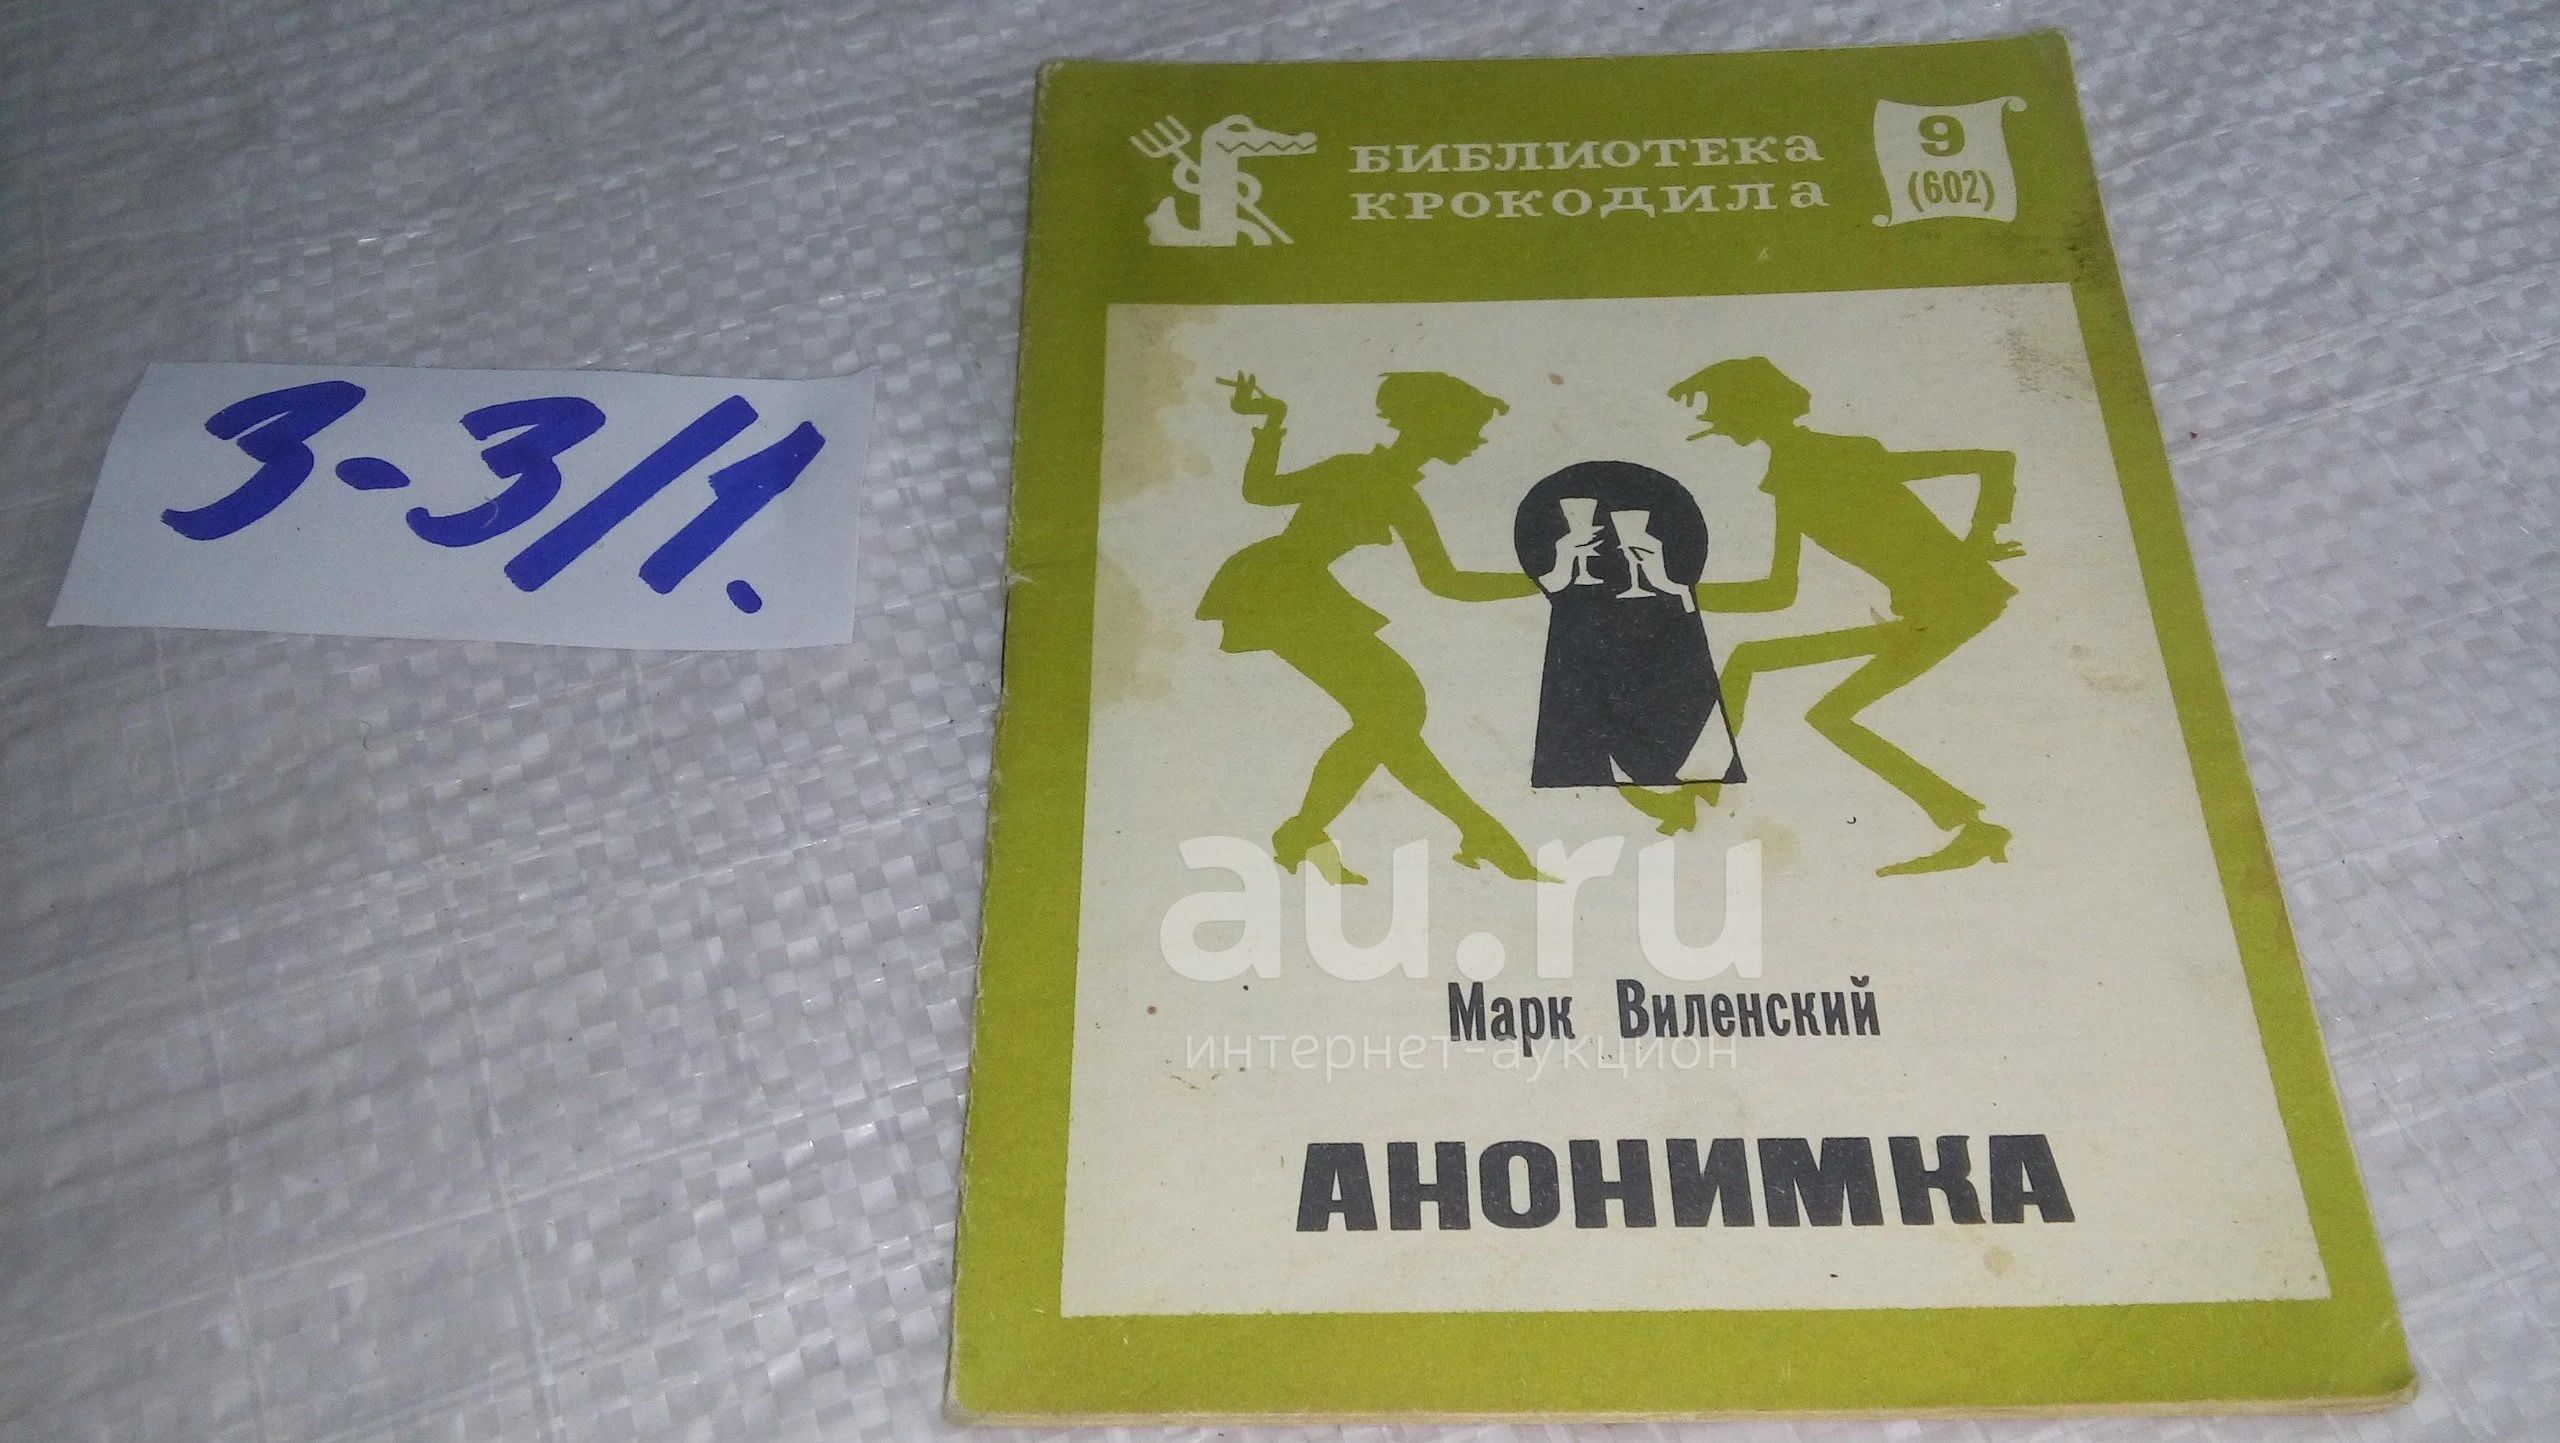 3-3/1.
БИБЛИОТЕКА
КРОКОДИЛА
9
(602)
au.ru
Марк Виленский
интернет-аукцион
АНОНИМКА